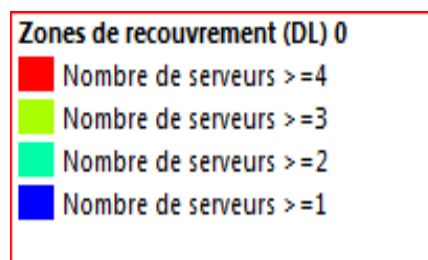 Zones de recouvrement (DL) 0
Nombre de serveurs >=4
Nombre de serveurs >=3
Nombre de serveurs >=2
Nombre de serveurs >=1